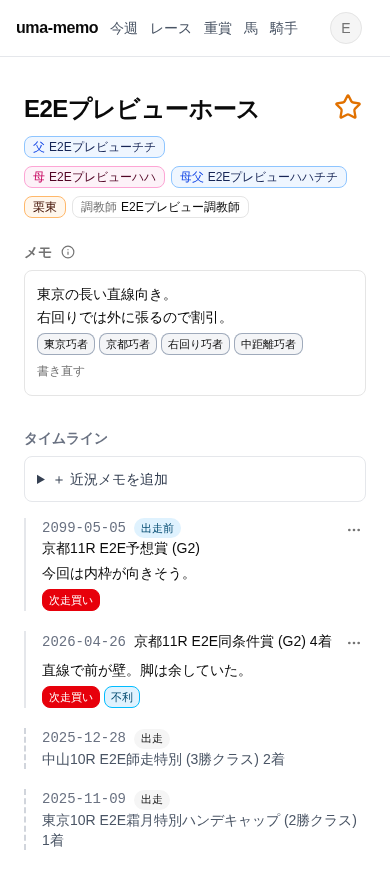 uma-memo 今週 レース 重賞 馬 騎手 E
E2Eプレビューホース
父 E2Eプレビューチチ
母 E2Eプレビューハハ 母父 E2Eプレビューハハチチ
栗東 調教師 E2Eプレビュー調教師
メモ
東京の長い直線向き。
右回りでは外に張るので割引。
東京巧者 京都巧者 右回り巧者 中距離巧者
書き直す
タイムライン
▶ ＋ 近況メモを追加
2099-05-05 出走前 …
京都11R E2E予想賞 (G2)
今回は内枠が向きそう。
次走買い
2026-04-26 京都11R E2E同条件賞 (G2) 4着 …
直線で前が壁。脚は余していた。
次走買い 不利
2025-12-28 出走
中山10R E2E師走特別 (3勝クラス) 2着
2025-11-09 出走
東京10R E2E霜月特別ハンデキャップ (2勝クラス)
1着